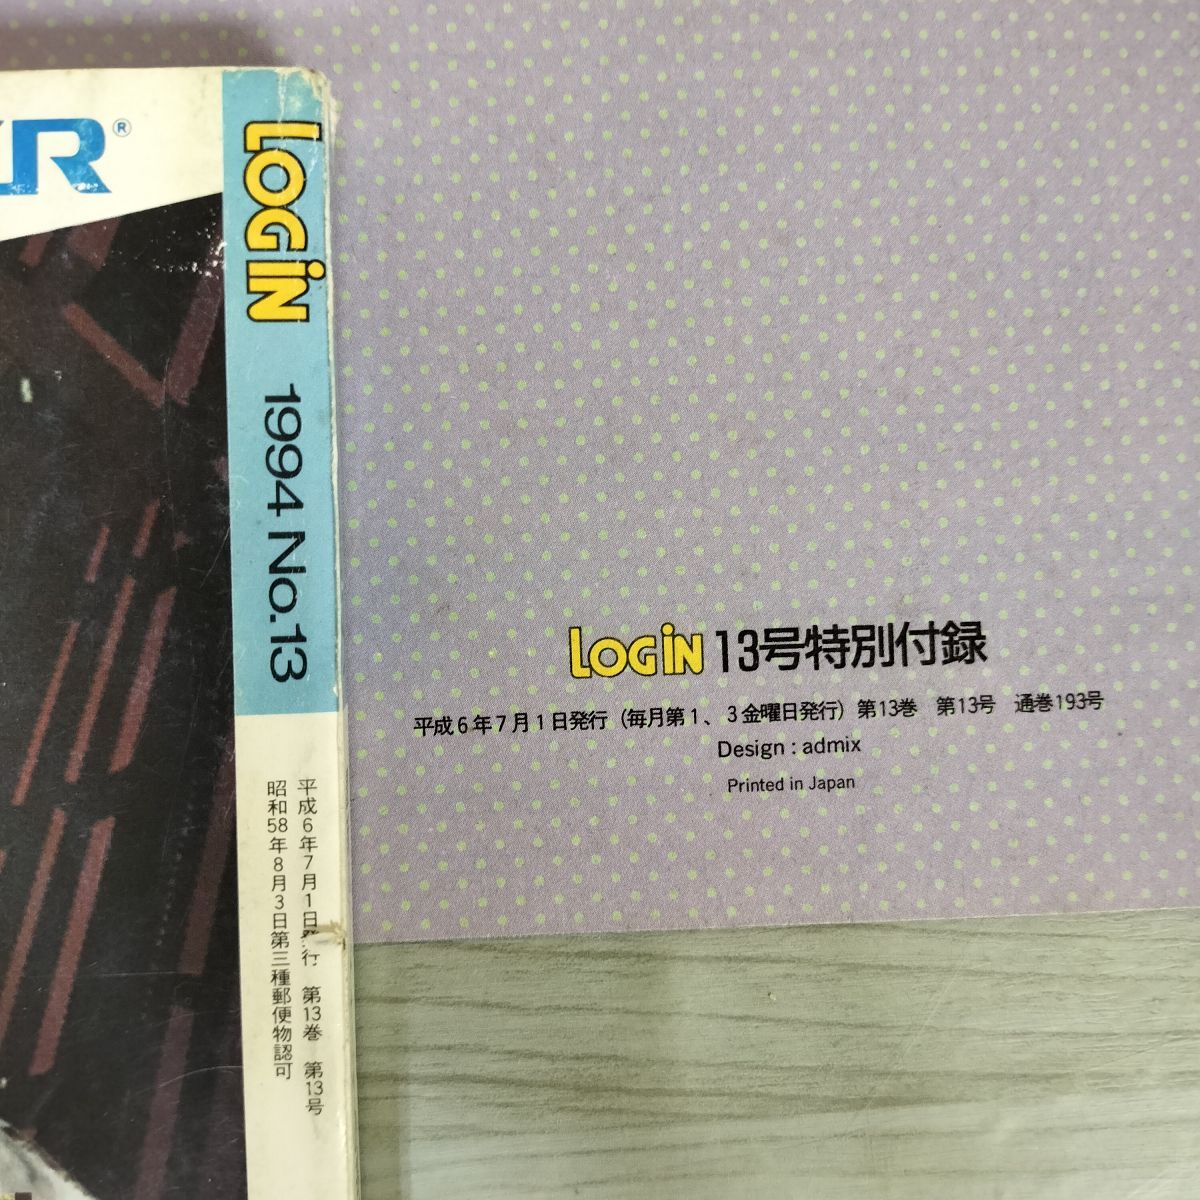 R®
LOGiN 1994 No.13
平成6年7月1日発行 第13巻 第13号
昭和58年8月3日第三種郵便物認可
LOGiN 13号特別付録
平成6年7月1日発行（毎月第1、3金曜日発行）第13巻 第13号 通巻193号
Design : admix
Printed in Japan